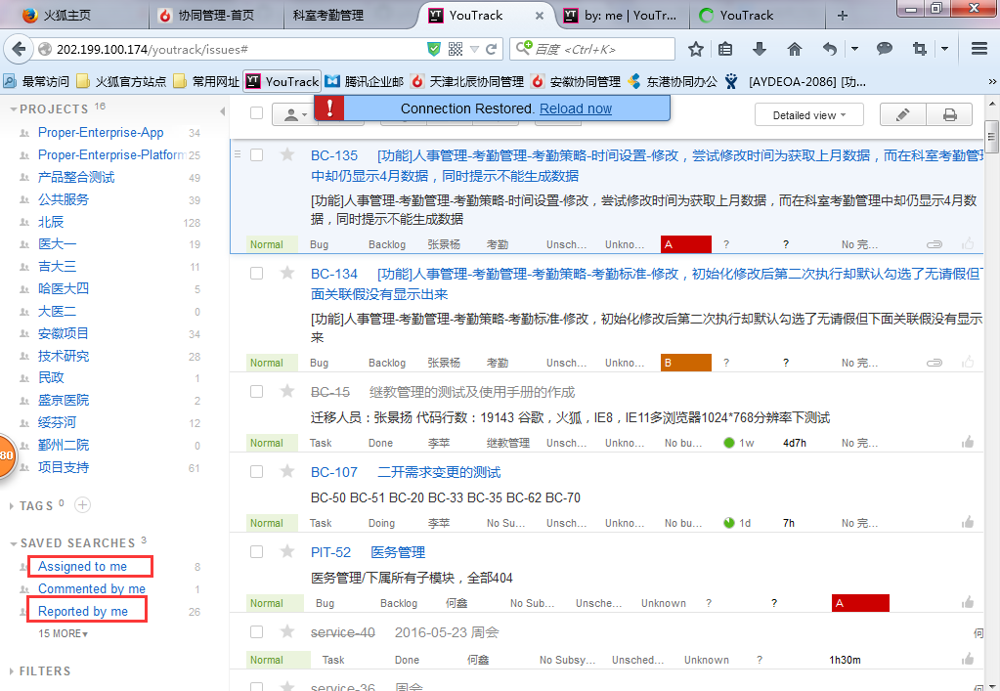 火狐主页
协同管理-首页
科室考勤管理
YouTrack
by: me | YouTr...
YouTrack
202.199.100.174/youtrack/issues#
百度 <Ctrl+K>
最常访问
火狐官方站点
常用网址
YouTrack
腾讯企业邮
天津北辰协同管理
安徽协同管理
东港协同办公
[AYDEOA-2086] [功...
Connection Restored. Reload now
Detailed view
PROJECTS 16
Proper-Enterprise-App 34
Proper-Enterprise-Platform 25
产品整合测试 49
公共服务 39
北辰 128
医大一 19
吉大三 11
哈医大四 5
大医二 0
安徽项目 34
技术研究 28
民政 1
盛京医院 2
绥芬河 12
鄞州二院 0
项目支持 61
80
TAGS 0
SAVED SEARCHES 3
Assigned to me 8
Commented by me 1
Reported by me 26
15 MORE
FILTERS
BC-135 [功能]人事管理-考勤管理-考勤策略-时间设置-修改，尝试修改时间为获取上月数据，而在科室考勤管理
中却仍显示4月数据，同时提示不能生成数据
[功能]人事管理-考勤管理-考勤策略-时间设置-修改，尝试修改时间为获取上月数据，而在科室考勤管理中却仍显示4月数
据，同时提示不能生成数据
Normal Bug Backlog 张景杨 考勤 Unsch... Unkno... A ? ? No 完...
BC-134 [功能]人事管理-考勤管理-考勤策略-考勤标准-修改，初始化修改后第二次执行却默认勾选了无请假但下
面关联假没有显示出来
[功能]人事管理-考勤管理-考勤策略-考勤标准-修改，初始化修改后第二次执行却默认勾选了无请假但下面关联假没有显示出
来
Normal Bug Backlog 张景杨 考勤 Unsch... Unkno... B ? ? No 完...
BC-15 继教管理的测试及使用手册的作成
迁移人员：张景扬 代码行数：19143 谷歌，火狐，IE8，IE11多浏览器1024*768分辨率下测试
Normal Task Done 李苹 继教管理 Unsch... Unkno... No bu... 1w 4d7h No 完...
BC-107 二开需求变更的测试
BC-50 BC-51 BC-20 BC-33 BC-35 BC-62 BC-70
Normal Task Doing 李苹 No Su... Unsch... Unkno... No bu... 1d 7h No 完...
PIT-52 医务管理
医务管理/下属所有子模块，全部404
Normal Bug Backlog 何鑫 No Sub... Unsche... Unknown ? ? A
service-40 2016-05-23 周会 何
Normal Task Done 何鑫 No Subsy... Unsched... Unknown ? 1h30m
service-36 周会